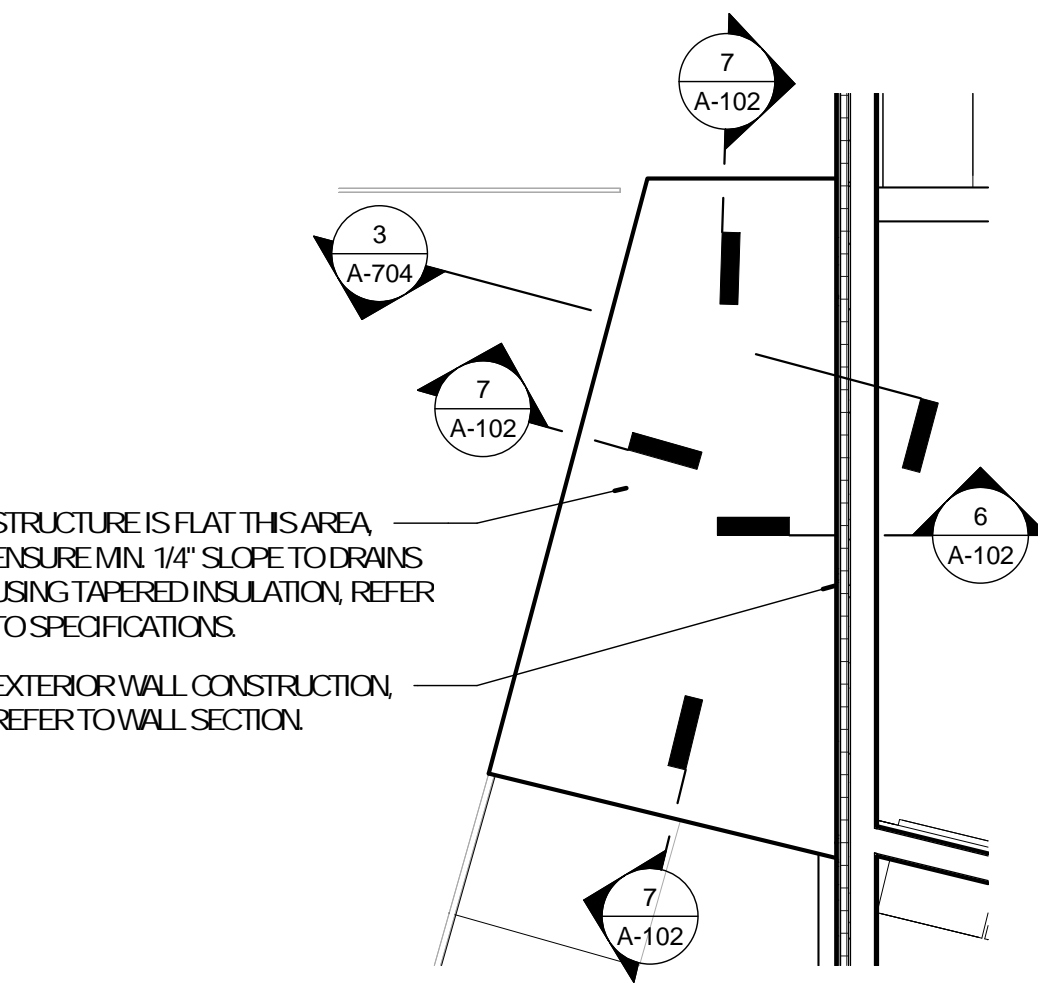 7
A-102
3
A-704
7
A-102
STRUCTURE IS FLAT THIS AREA,
ENSURE MIN. 1/4" SLOPE TO DRAINS
USING TAPERED INSULATION, REFER
TO SPECIFICATIONS.
6
A-102
EXTERIOR WALL CONSTRUCTION,
REFER TO WALL SECTION.
7
A-102